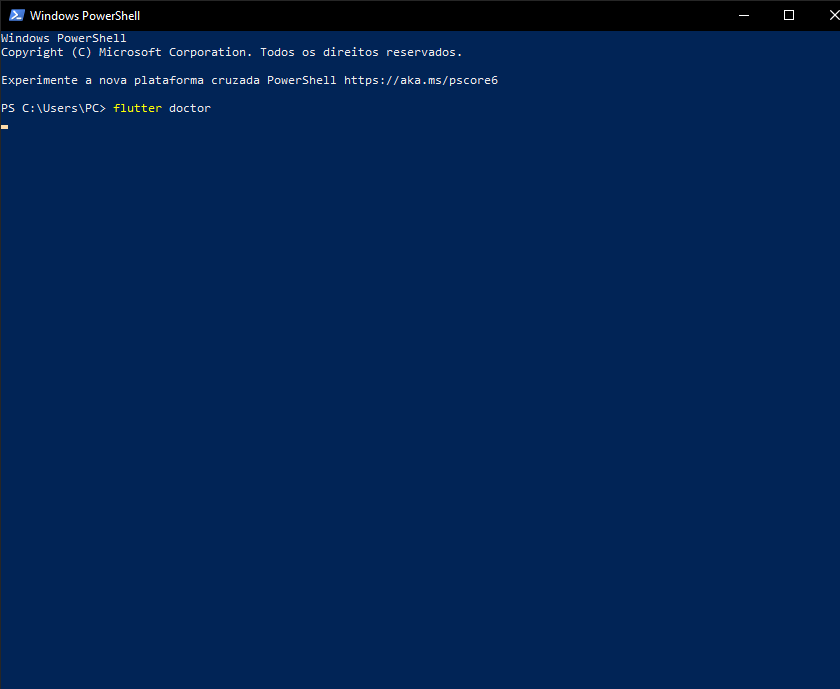 Windows PowerShell
Windows PowerShell
Copyright (C) Microsoft Corporation. Todos os direitos reservados.
Experimente a nova plataforma cruzada PowerShell https://aka.ms/pscore6
PS C:\Users\PC> flutter doctor